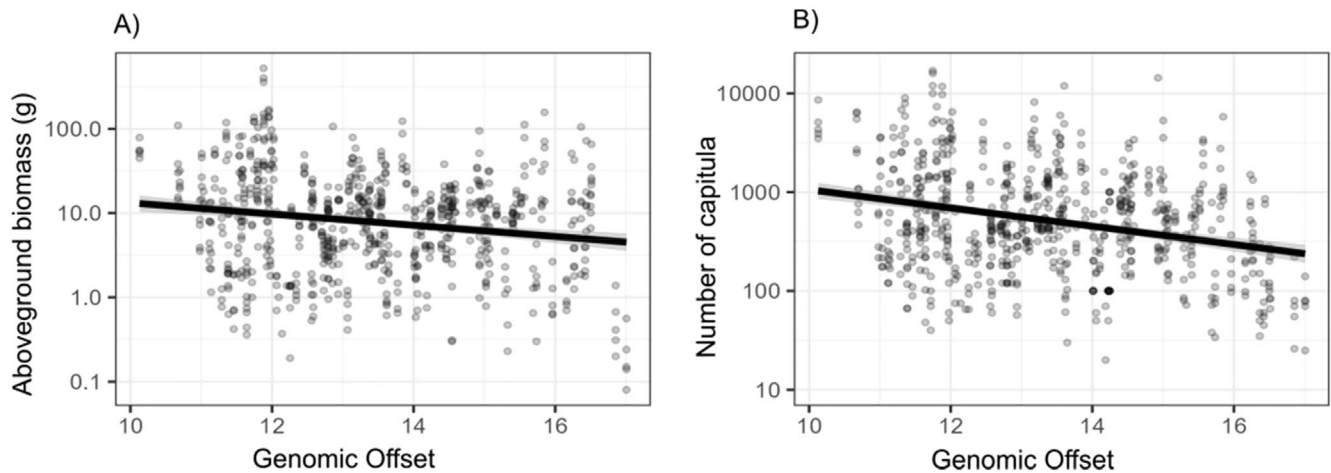 A)
Aboveground biomass (g)
100.0
10.0
1.0
0.1
10 12 14 16
Genomic Offset
B)
Number of capitula
10000
1000
100
10
10 12 14 16
Genomic Offset